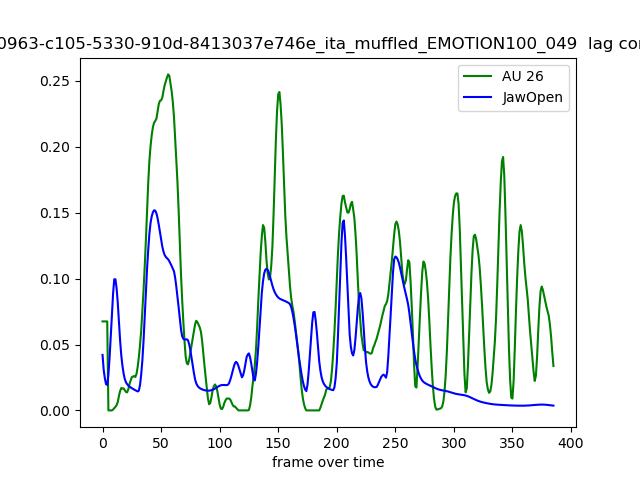 0963-c105-5330-910d-8413037e746e_ita_muffled_EMOTION100_049 lag
AU 26
JawOpen
0.25
0.20
0.15
0.10
0.05
0.00
0 50 100 150 200 250 300 350 400
frame over time